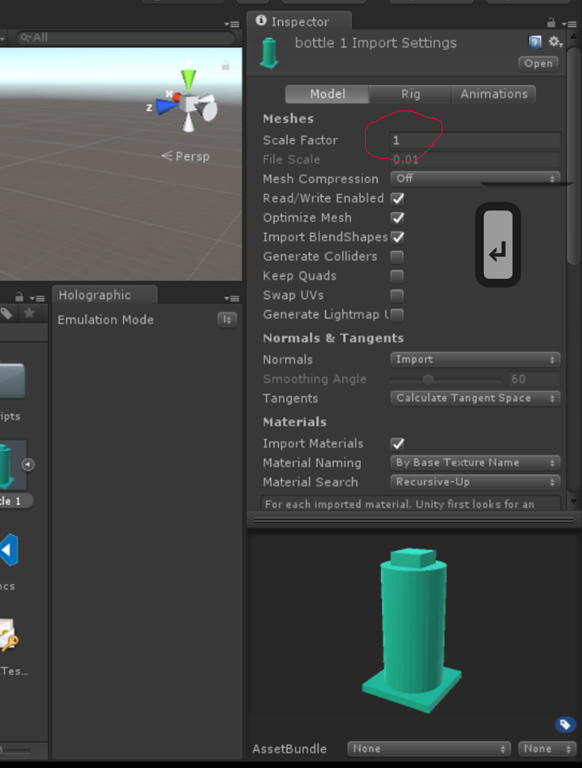 All
Inspector
bottle 1 Import Settings
Open
Model Rig Animations
Meshes
Scale Factor 1
File Scale 0.01
Mesh Compression Off
Read/Write Enabled
Optimize Mesh
Import BlendShapes
Generate Colliders
Keep Quads
Swap UVs
Generate Lightmap U
Normals & Tangents
Normals Import
Smoothing Angle 60
Tangents Calculate Tangent Space
Materials
Import Materials
Material Naming By Base Texture Name
Material Search Recursive-Up
For each imported material, Unity first looks for an
AssetBundle None None
y
x
z
Persp
Holographic
Emulation Mode
ipts
tle 1
ncs
Tes...